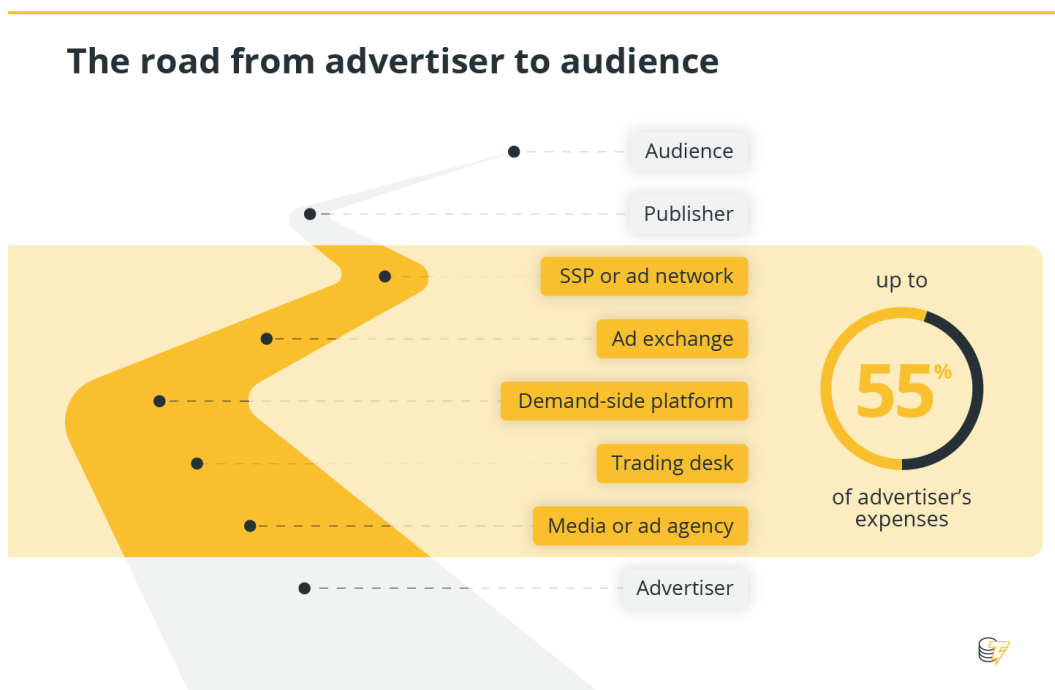 The road from advertiser to audience
Audience
Publisher
SSP or ad network
Ad exchange
Demand-side platform
Trading desk
Media or ad agency
Advertiser
up to
55%
of advertiser’s
expenses